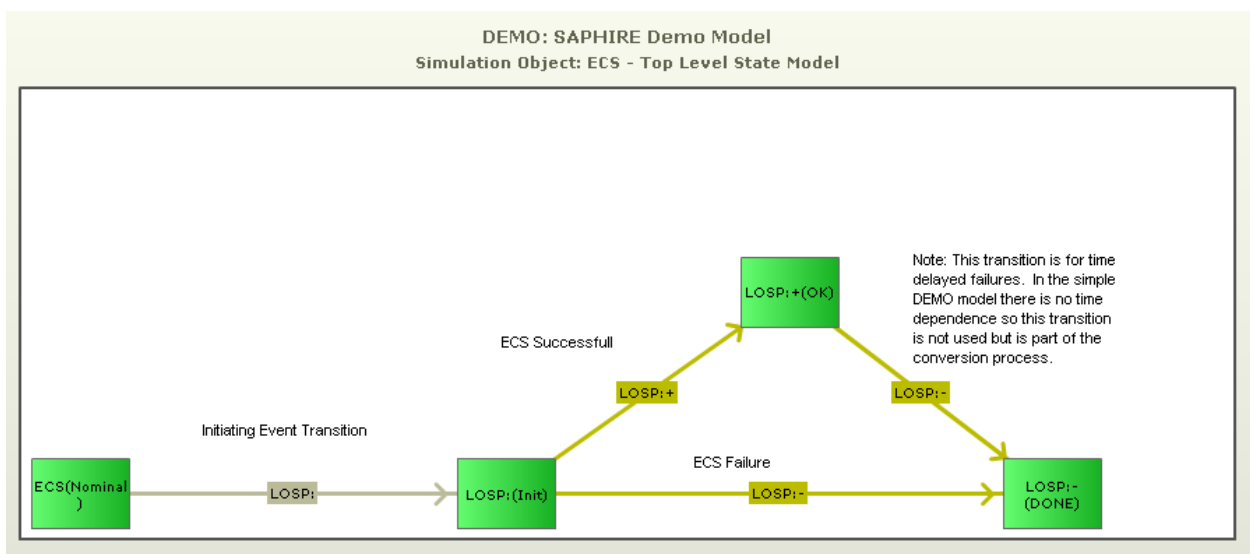 DEMO: SAPHIRE Demo Model
Simulation Object: ECS - Top Level State Model
Note: This transition is for time
delayed failures. In the simple
DEMO model there is no time
dependence so this transition
is not used but is part of the
conversion process.
LOSP:+(OK)
ECS Successfull
LOSP:+
LOSP:-
Initiating Event Transition
ECS Failure
ECS(Nominal
)
LOSP:
LOSP:(Init)
LOSP:-
LOSP:-
(DONE)